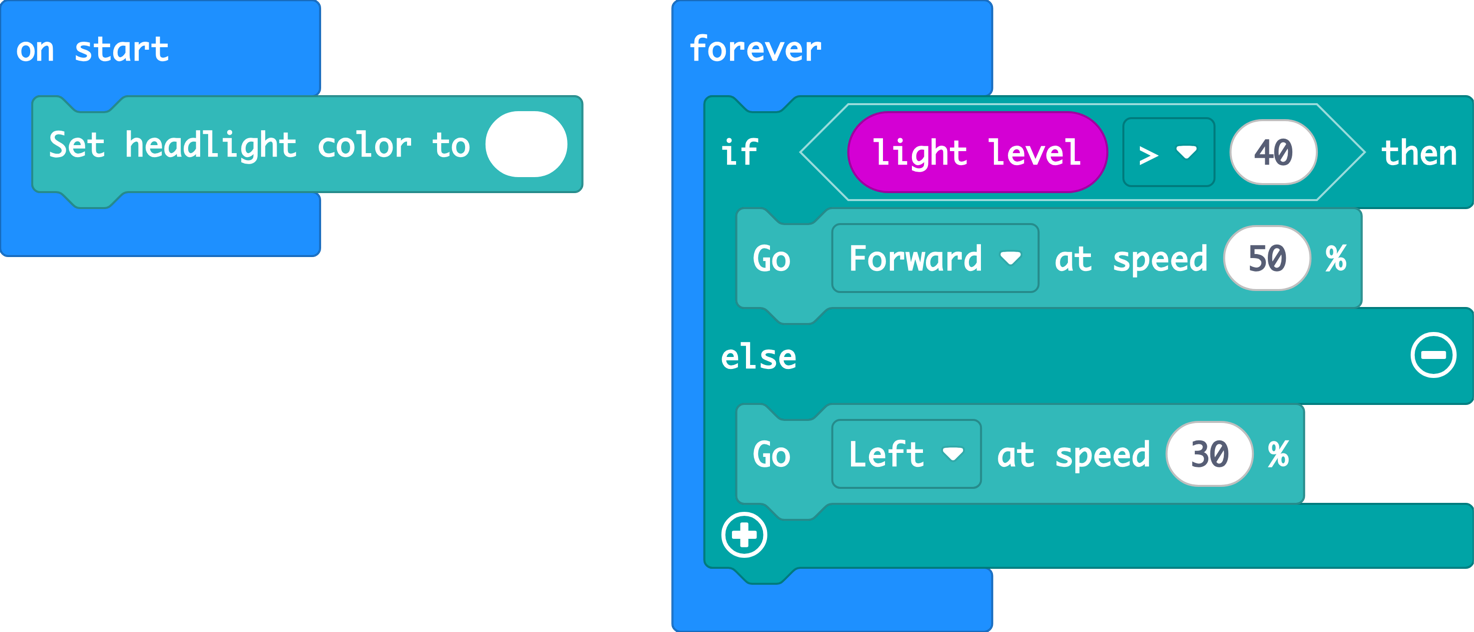 on start
Set headlight color to
forever
if light level > 40 then
Go Forward at speed 50 %
else
Go Left at speed 30 %